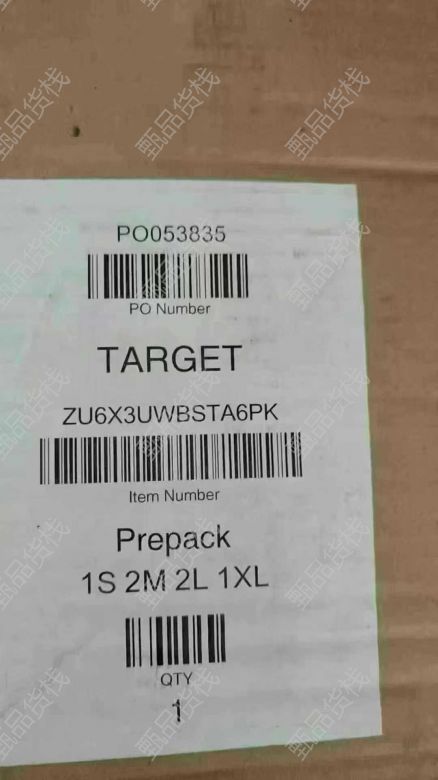 PO053835
PO Number
TARGET
ZU6X3UWBSTA6PK
Item Number
Prepack
1S 2M 2L 1XL
QTY
1
甄品货栈